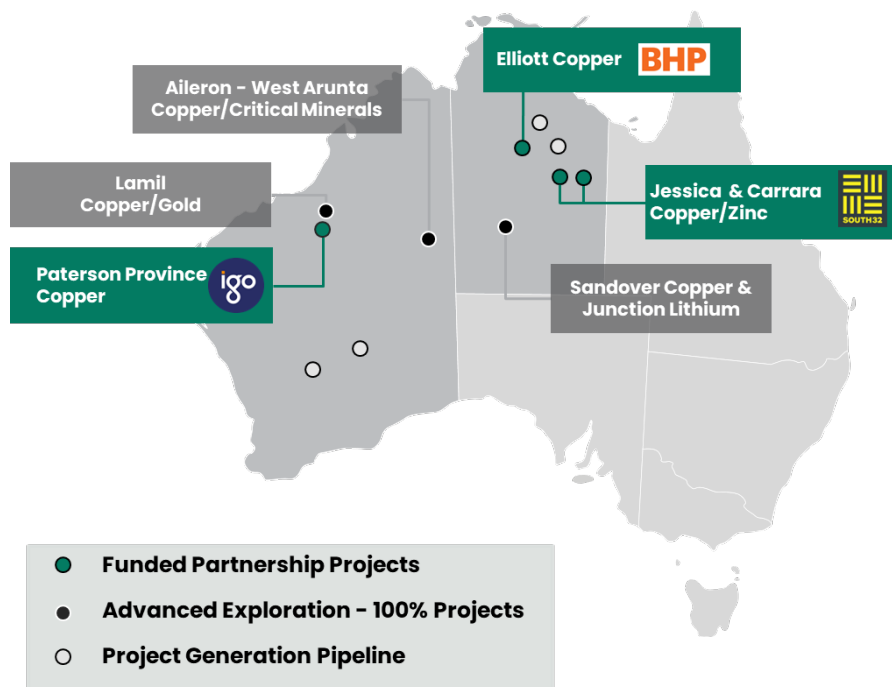 Elliott Copper BHP
Aileron - West Arunta
Copper/Critical Minerals
Lamil
Copper/Gold
Jessica & Carrara
Copper/Zinc
SOUTH32
Paterson Province
Copper
igo
Sandover Copper &
Junction Lithium
Funded Partnership Projects
Advanced Exploration - 100% Projects
Project Generation Pipeline